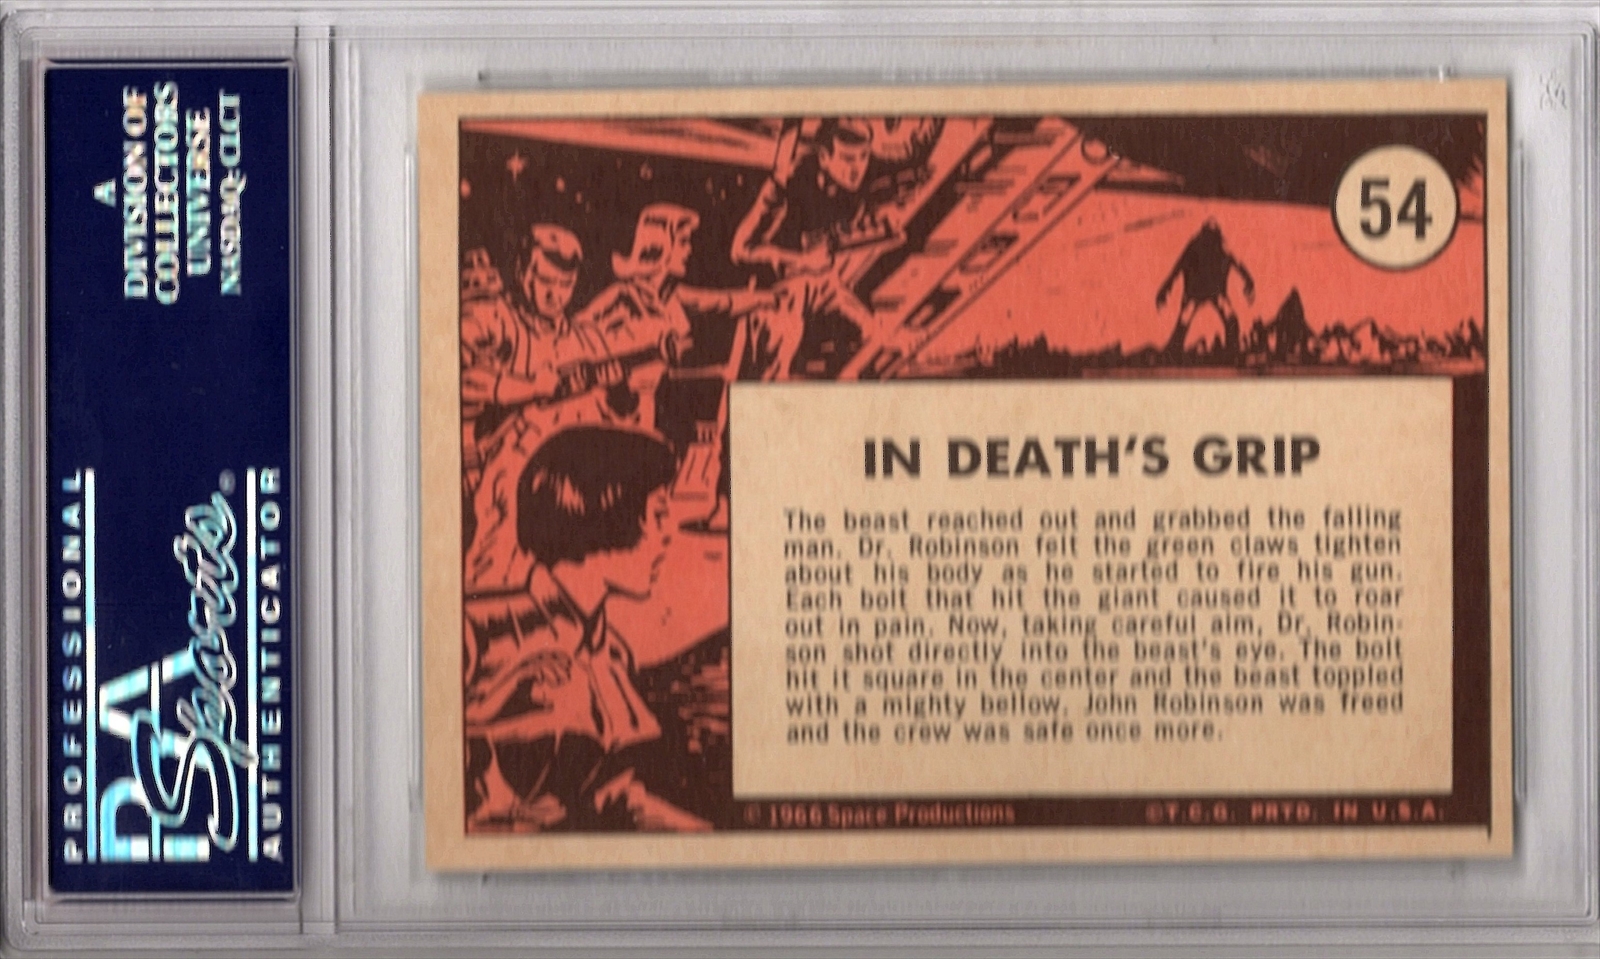 A
DIVISION OF
COLLECTORS
UNIVERSE
NASDAQ: CLCT
PROFESSIONAL
PSA
Sports®
AUTHENTICATOR
54
IN DEATH'S GRIP
The beast reached out and grabbed the falling
man. Dr. Robinson felt the green claws tighten
about his body as he started to fire his gun.
Each bolt that hit the giant caused it to roar
out in pain. Now, taking careful aim, Dr. Robin-
son shot directly into the beast's eye. The bolt
hit it square in the center and the beast toppled
with a mighty bellow. John Robinson was freed
and the crew was safe once more.
© 1966 Space Productions
©T.C.G. PRTD. IN U.S.A.